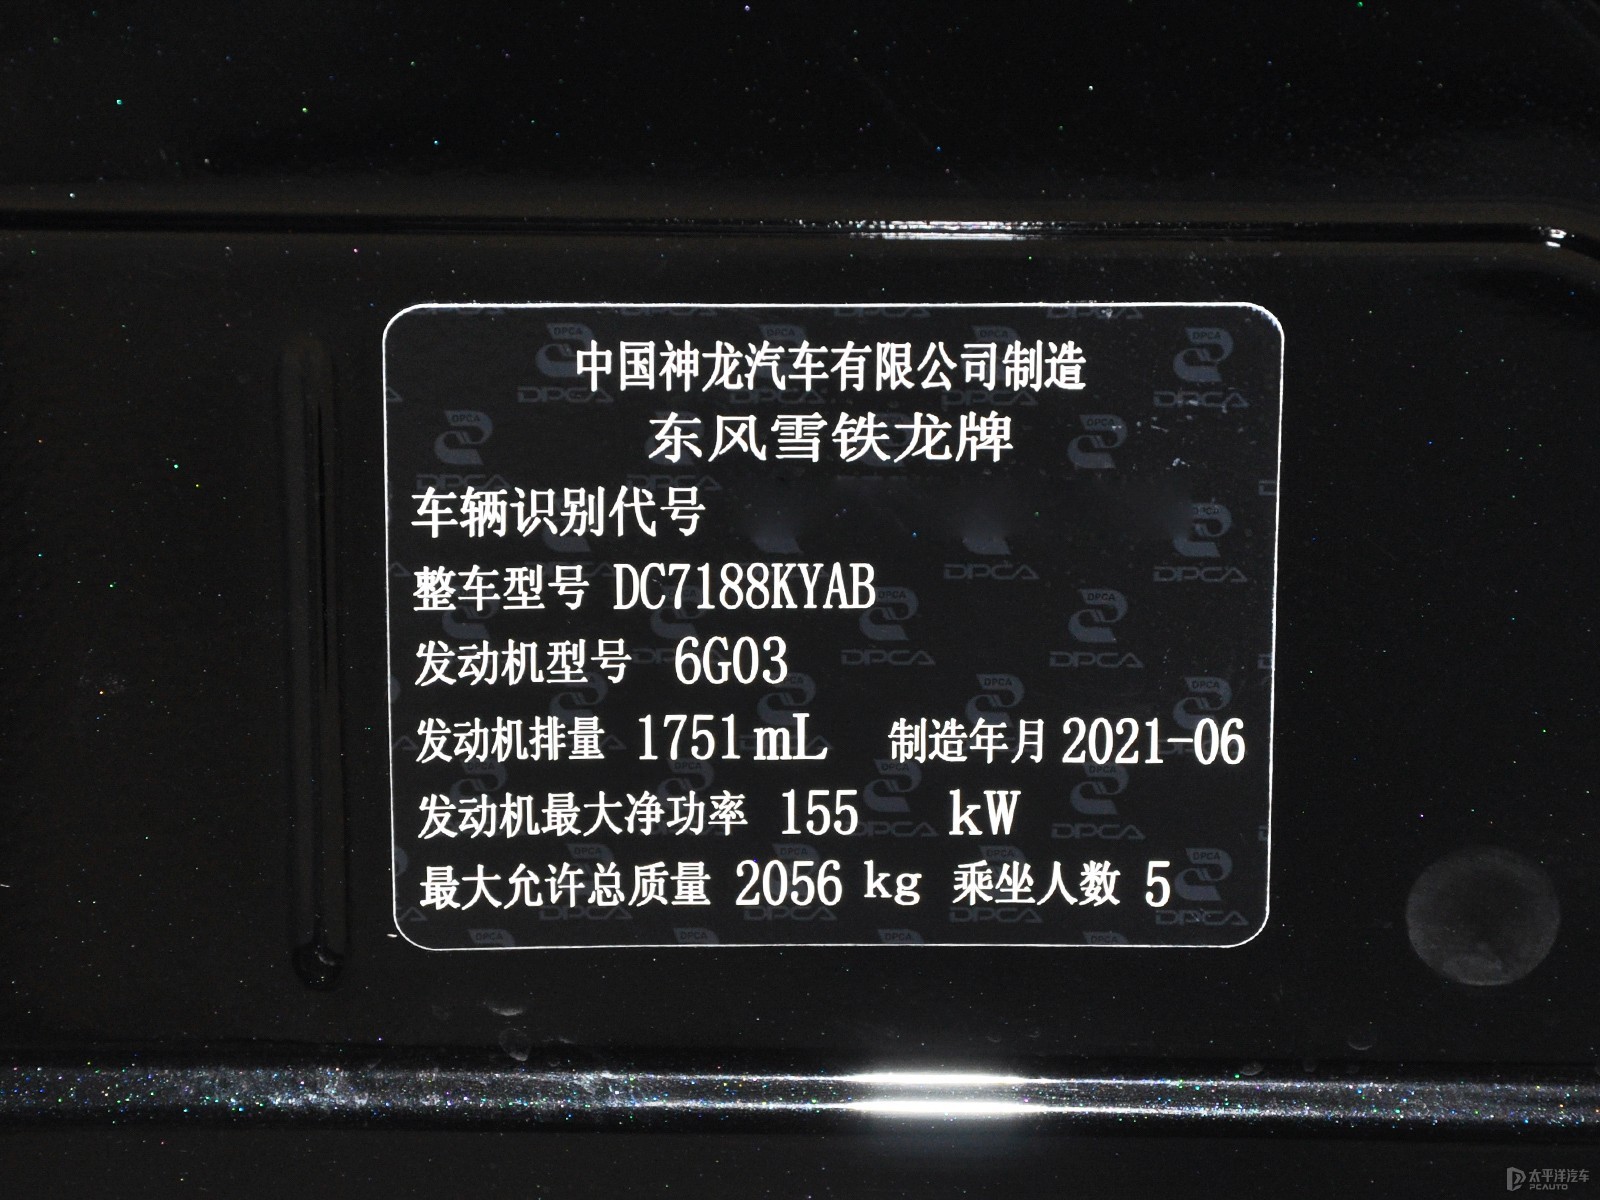 中国神龙汽车有限公司制造
东风雪铁龙牌
车辆识别代号
整车型号 DC7188KYAB
发动机型号 6G03
发动机排量 1751 mL 制造年月 2021-06
发动机最大净功率 155 kW
最大允许总质量 2056 kg 乘坐人数 5
DPCA
太平洋汽车
PCAUTO